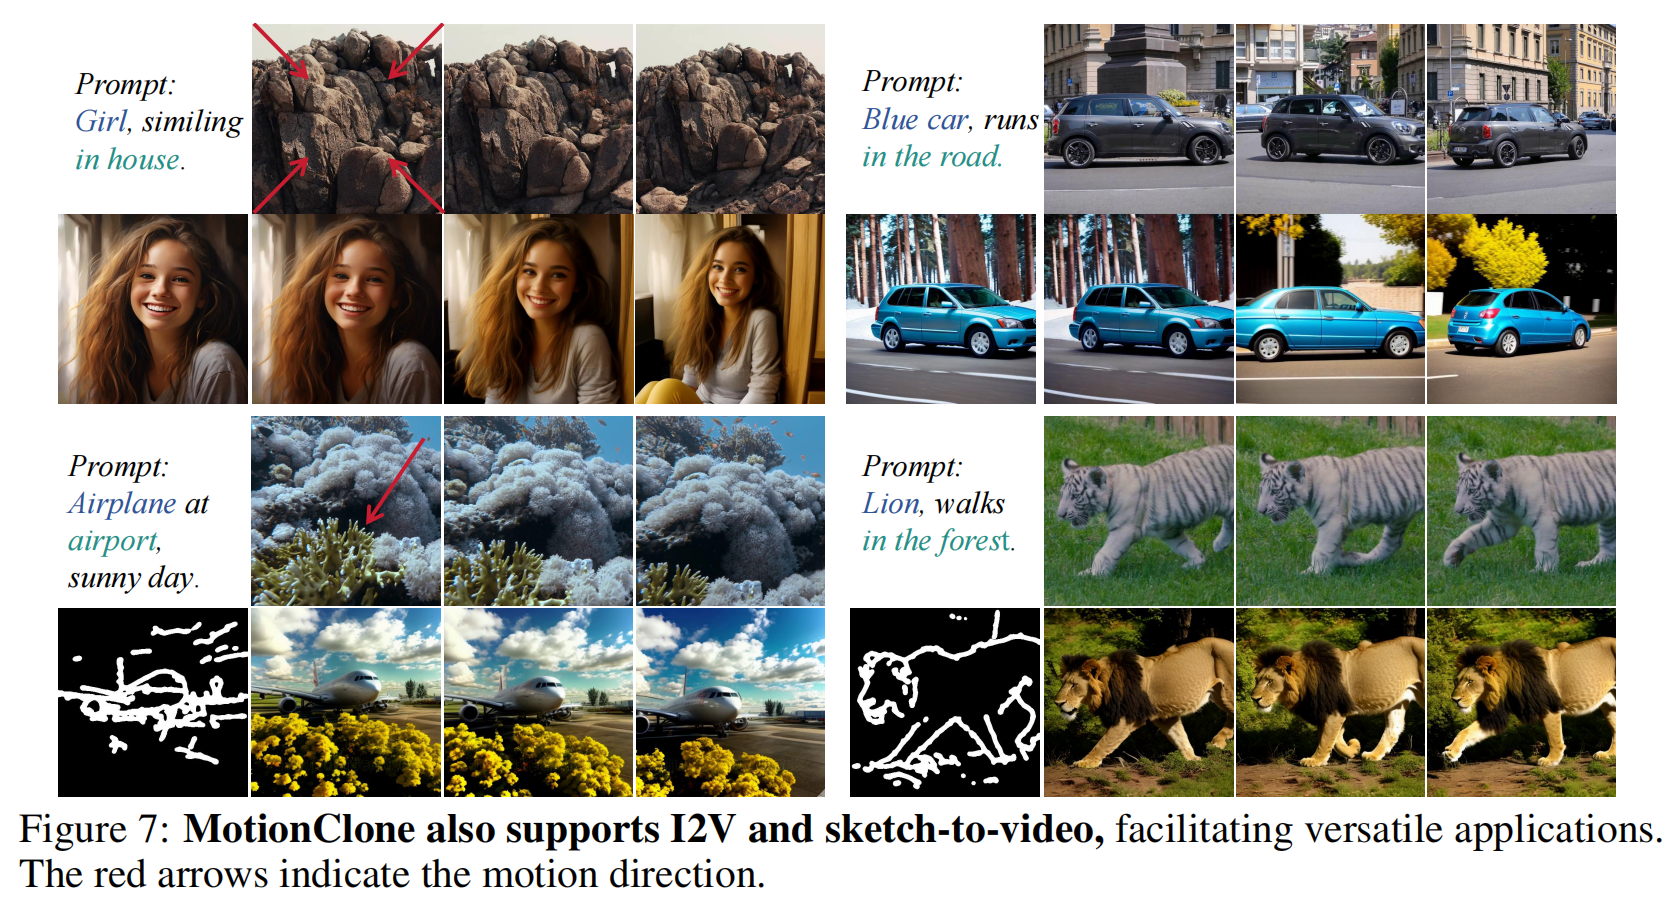 Prompt:
Girl, similing
in house.
Prompt:
Blue car, runs
in the road.
Prompt:
Airplane at
airport,
sunny day.
Prompt:
Lion, walks
in the forest.
Figure 7: MotionClone also supports I2V and sketch-to-video, facilitating versatile applications.
The red arrows indicate the motion direction.